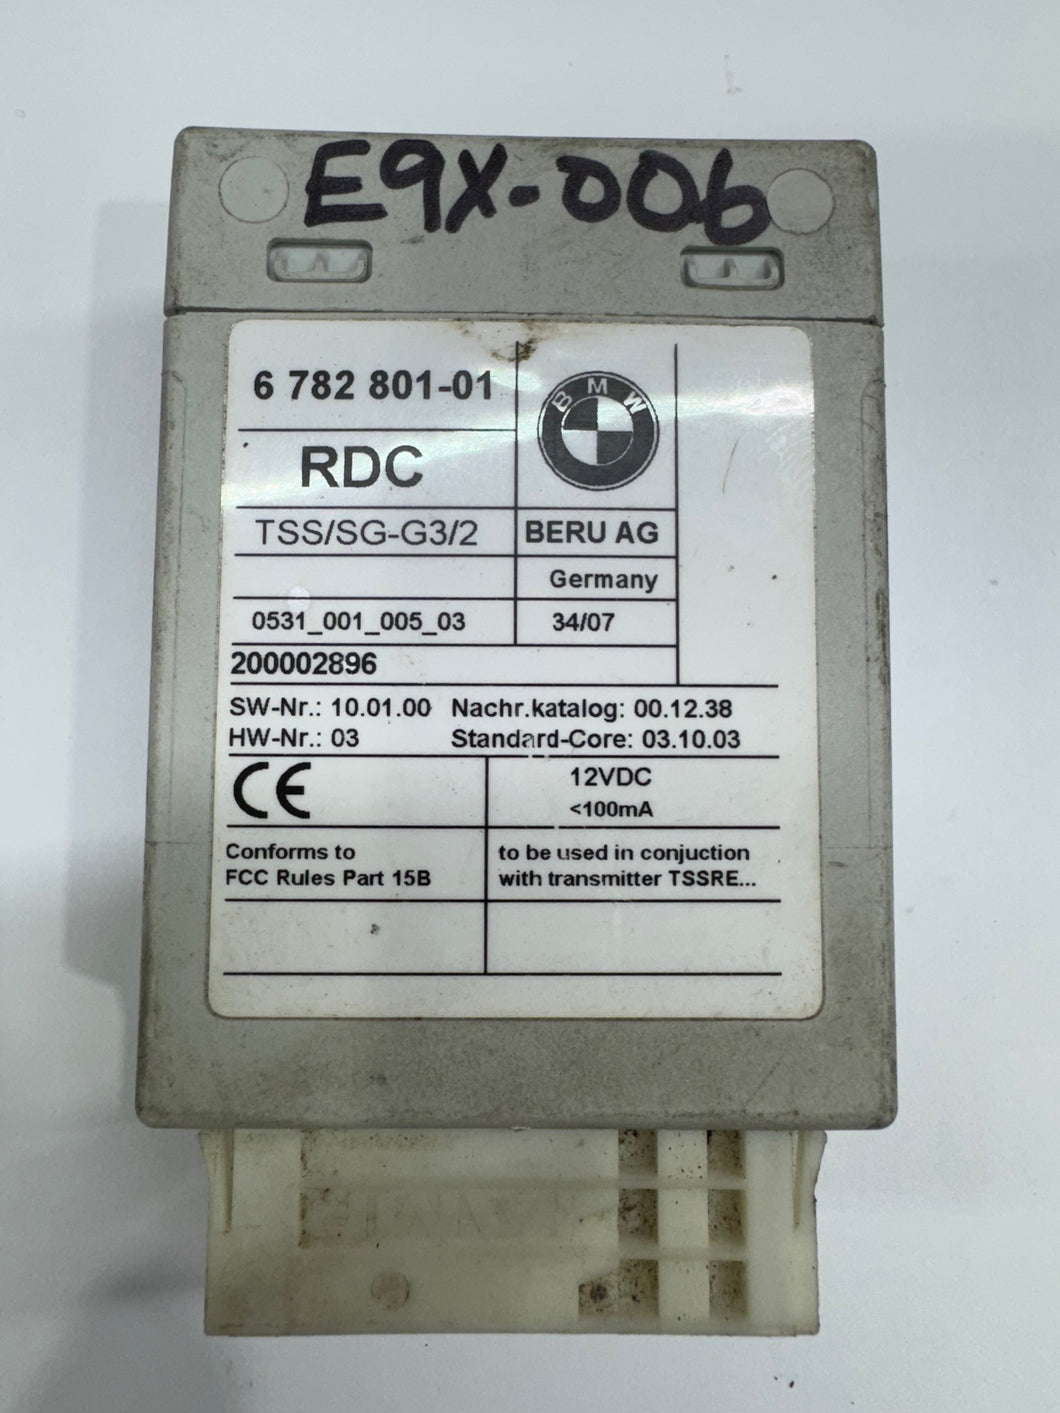 E9X-006
6 782 801-01
BMW
RDC
TSS/SG-G3/2
BERU AG
Germany
0531_001_005_03
34/07
200002896
SW-Nr.: 10.01.00 Nachr.katalog: 00.12.38
HW-Nr.: 03 Standard-Core: 03.10.03
CE
12VDC
<100mA
Conforms to
FCC Rules Part 15B
to be used in conjuction
with transmitter TSSRE...